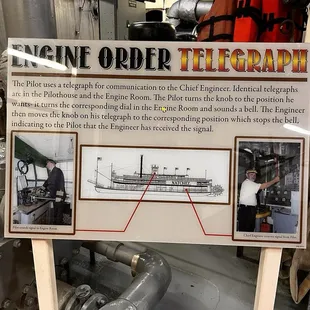 ENGINE ORDER TELEGRAPH
The Pilot uses a telegraph for communication to the Chief Engineer. Identical telegraphs
are in the Pilothouse and the Engine Room. The Pilot turns the knob to the position he
wants- it turns the corresponding dial in the Engine Room and sounds a bell. The Engineer
then moves the knob on his telegraph to the corresponding position which stops the bell,
indicating to the Pilot that the Engineer has received the signal.